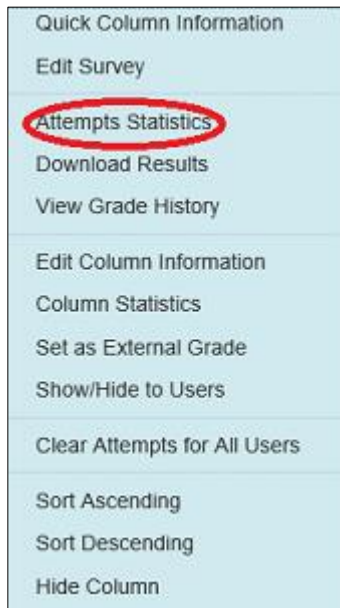 Quick Column Information
Edit Survey
Attempts Statistics
Download Results
View Grade History
Edit Column Information
Column Statistics
Set as External Grade
Show/Hide to Users
Clear Attempts for All Users
Sort Ascending
Sort Descending
Hide Column